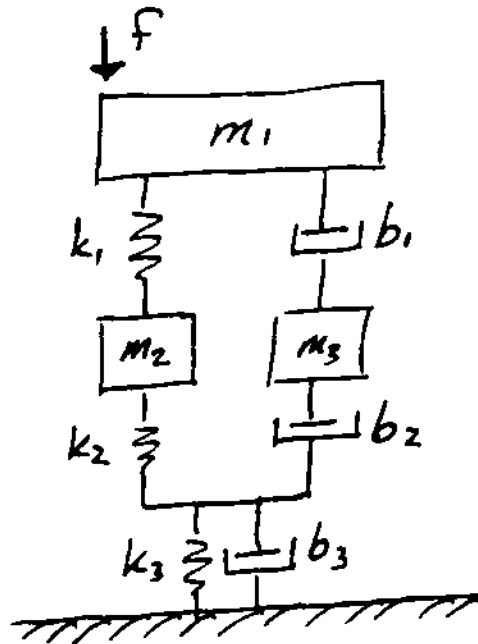 f
m₁
k₁ b₁
m₂ m₃
k₂ b₂
k₃ b₃